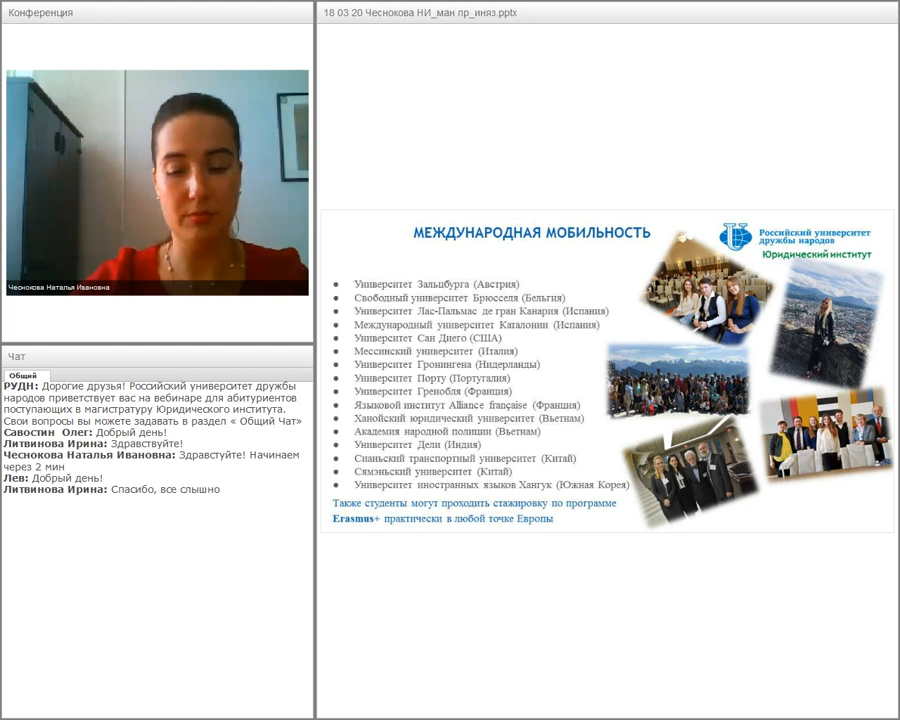 Конференция
18 03 20 Чеснокова НИ_ман пр_иняз.pptx
Чеснокова Наталья Ивановна
Чат
Общий
РУДН: Дорогие друзья! Российский университет дружбы
народов приветствует вас на вебинаре для абитуриентов
поступающих в магистратуру Юридического института.
Свои вопросы вы можете задавать в раздел « Общий Чат»
Савостин Олег: Добрый день!
Литвинова Ирина: Здравствуйте!
Чеснокова Наталья Ивановна: Здравстуйте! Начинаем
через 2 мин
Лев: Добрый день!
Литвинова Ирина: Спасибо, все слышно
МЕЖДУНАРОДНАЯ МОБИЛЬНОСТЬ
Российский университет
дружбы народов
Юридический институт
● Университет Зальцбурга (Австрия)
● Свободный университет Брюсселя (Бельгия)
● Университет Лас-Пальмас де гран Канария (Испания)
● Международный университет Каталонии (Испания)
● Университет Сан Диего (США)
● Мессинский университет (Италия)
● Университет Гронингена (Нидерланды)
● Университет Порту (Португалия)
● Университет Гренобля (Франция)
● Языковой институт Alliance française (Франция)
● Ханойский юридический университет (Вьетнам)
● Академия народной полиции (Вьетнам)
● Университет Дели (Индия)
● Сианьский транспортный университет (Китай)
● Сямэньский университет (Китай)
● Университет иностранных языков Хангук (Южная Корея)
Также студенты могут проходить стажировку по программе
Erasmus+ практически в любой точке Европы